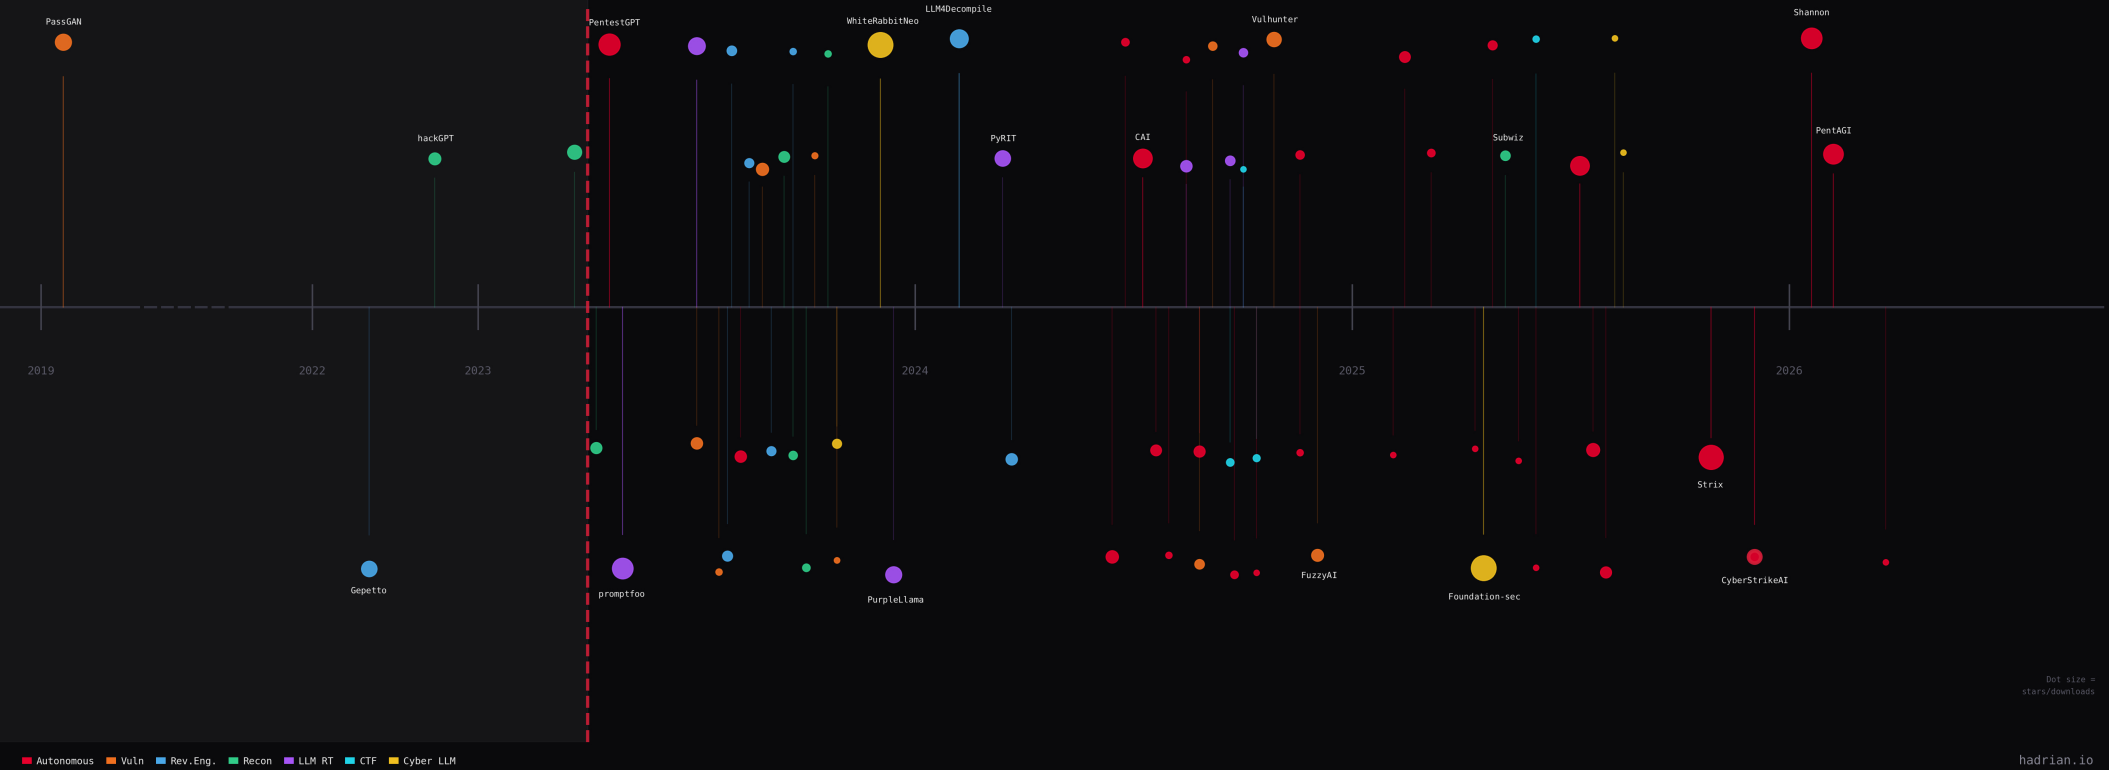 LLM4Decompile
Shannon
Vulhunter
WhiteRabbitNeo
PassGAN
PentestGPT
PentAGI
CAI
Subwiz
hackGPT
PyRIT
2019
2022
2023
2024
2025
2026
Strix
FuzzyAI
CyberStrikeAI
Gepetto
promptfoo
Foundation-sec
PurpleLlama
Dot size =
stars/downloads
Autonomous
Vuln
Rev.Eng.
Recon
LLM RT
CTF
Cyber LLM
hadrian.io